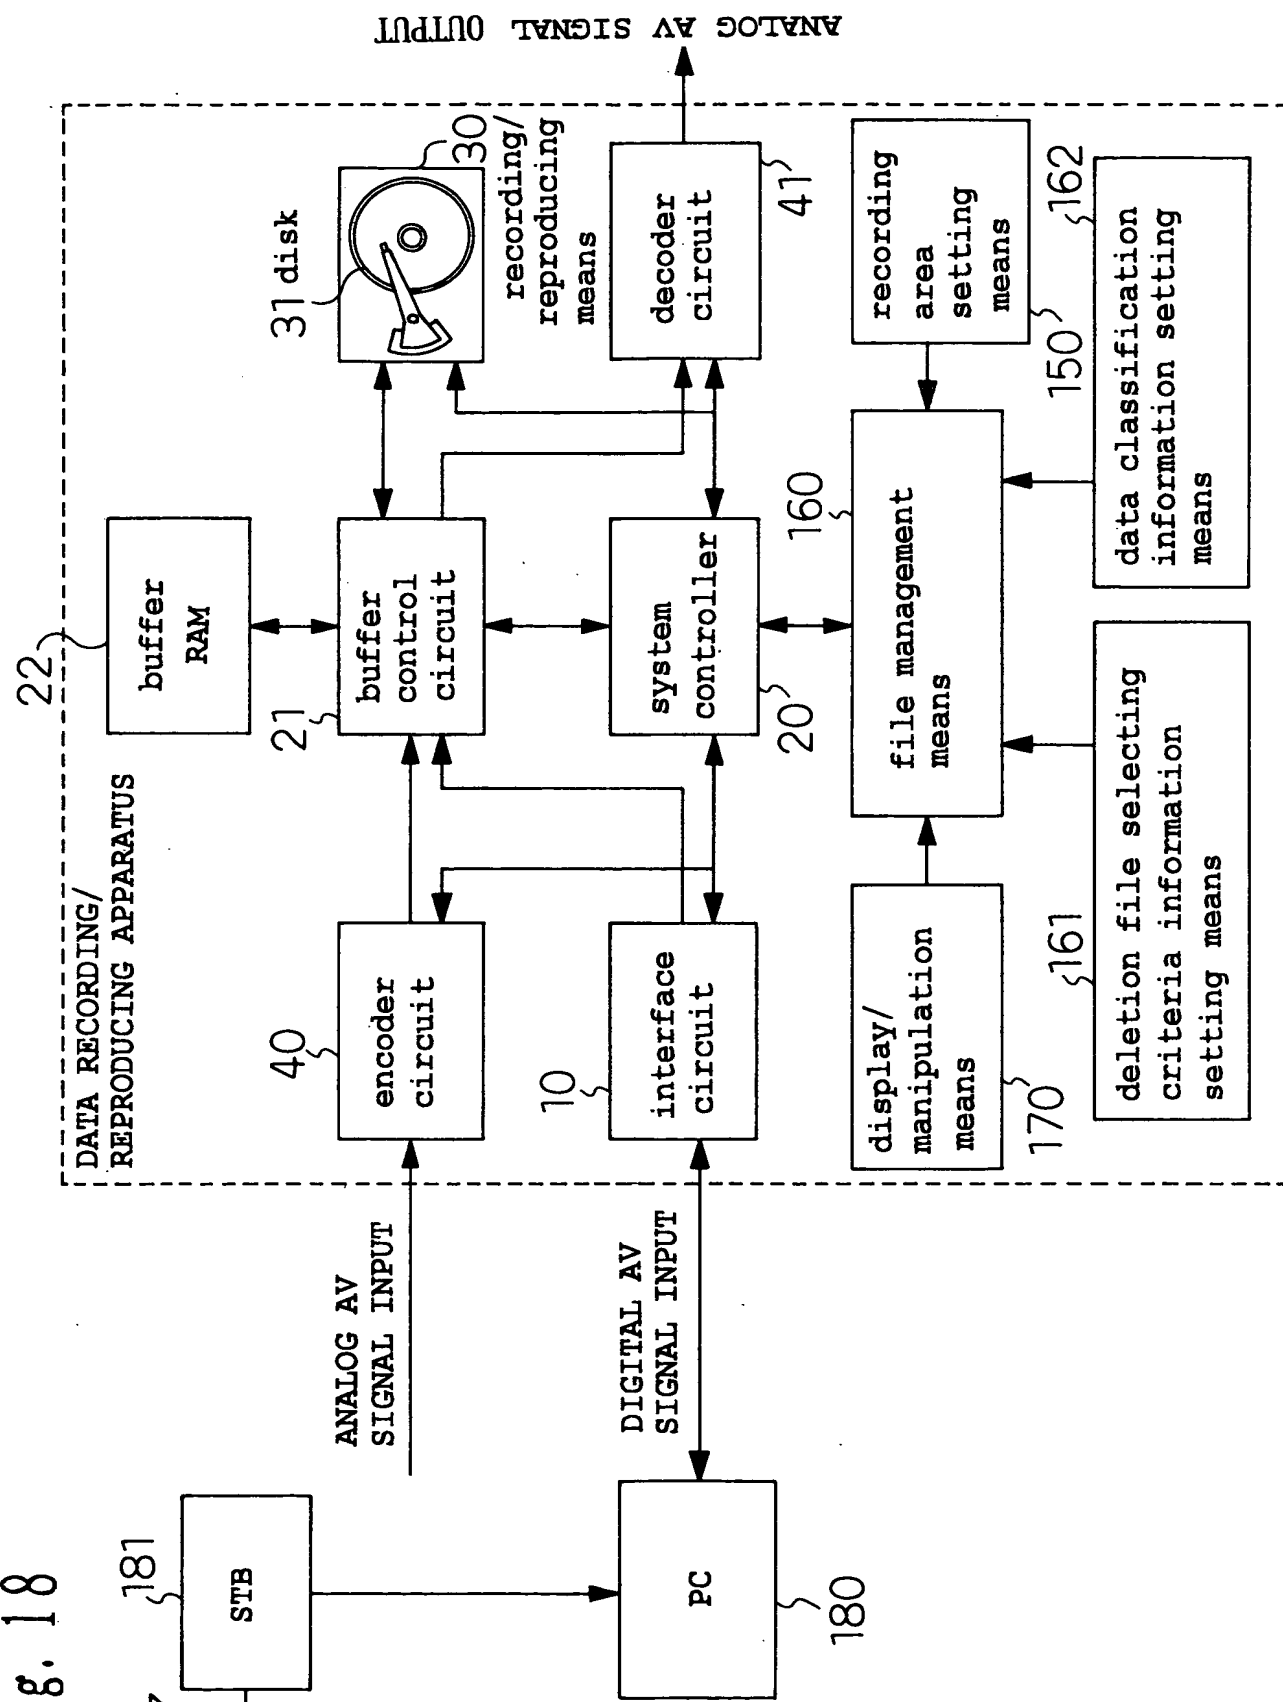 g. 18
181
STB
PC
180
ANALOG AV
SIGNAL INPUT
DIGITAL AV
SIGNAL INPUT
DATA RECORDING/
REPRODUCING APPARATUS
22
buffer
RAM
40
encoder
circuit
21
buffer
control
circuit
31 disk
30
recording/
reproducing
means
10
interface
circuit
20
system
controller
decoder
circuit
41
ANALOG AV SIGNAL OUTPUT
display/
manipulation
means
170
160
file management
means
recording
area
setting
means
150
161
deletion file selecting
criteria information
setting means
162
data classification
information setting
means